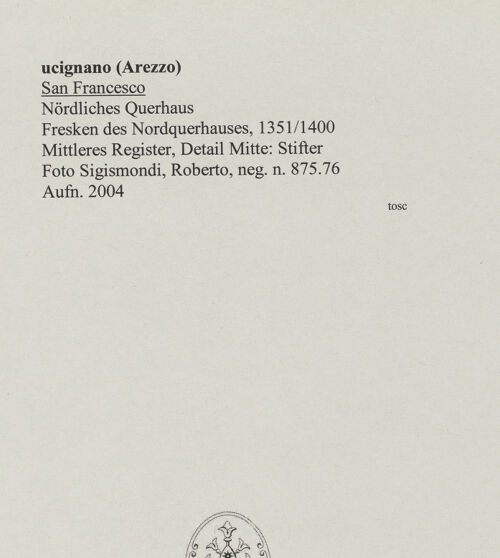 ucignano (Arezzo)
San Francesco
Nördliches Querhaus
Fresken des Nordquerhauses, 1351/1400
Mittleres Register, Detail Mitte: Stifter
Foto Sigismondi, Roberto, neg. n. 875.76
Aufn. 2004
tosc